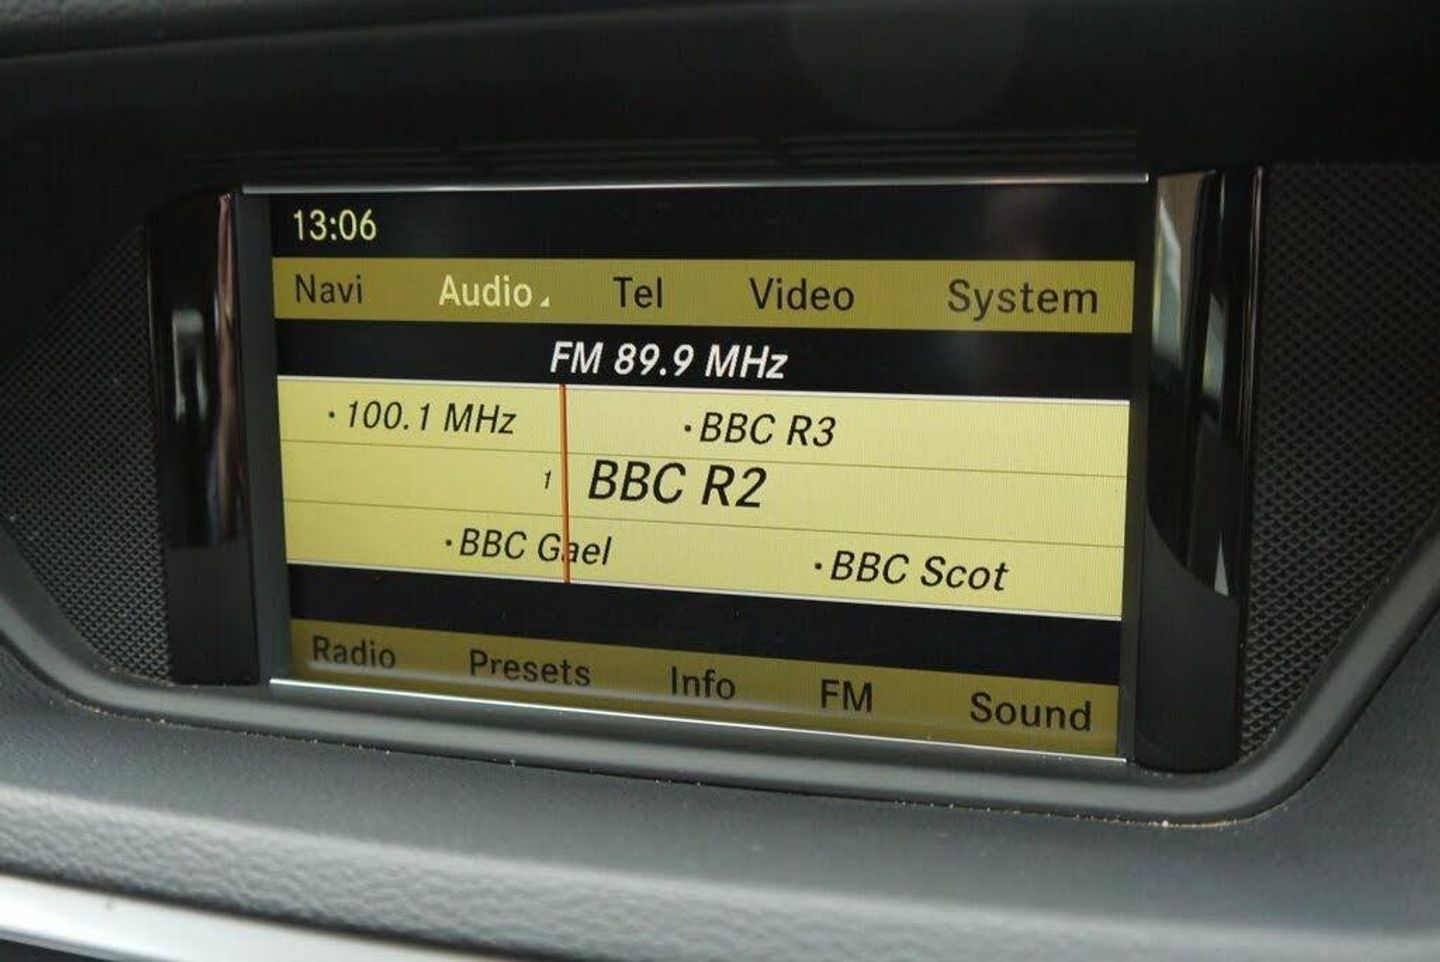 13:06
Navi Audio Tel Video System
FM 89.9 MHz
·100.1 MHz ·BBC R3
1 BBC R2
·BBC Gael ·BBC Scot
Radio Presets Info FM Sound